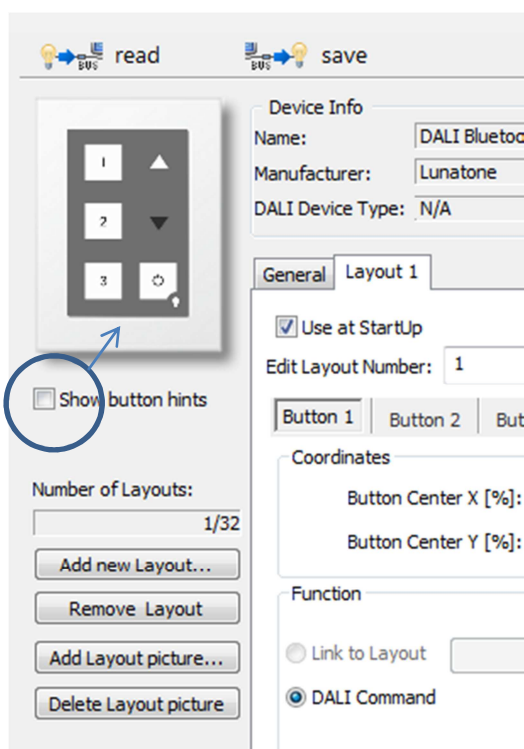 BUS read
BUS save
Device Info
Name: DALI Bluetoo
Manufacturer: Lunatone
DALI Device Type: N/A
1
2
3
General Layout 1
Use at StartUp
Edit Layout Number: 1
Show button hints
Button 1 Button 2 But
Coordinates
Button Center X [%]:
Button Center Y [%]:
Number of Layouts:
1/32
Add new Layout...
Remove Layout
Add Layout picture...
Delete Layout picture
Function
Link to Layout
DALI Command